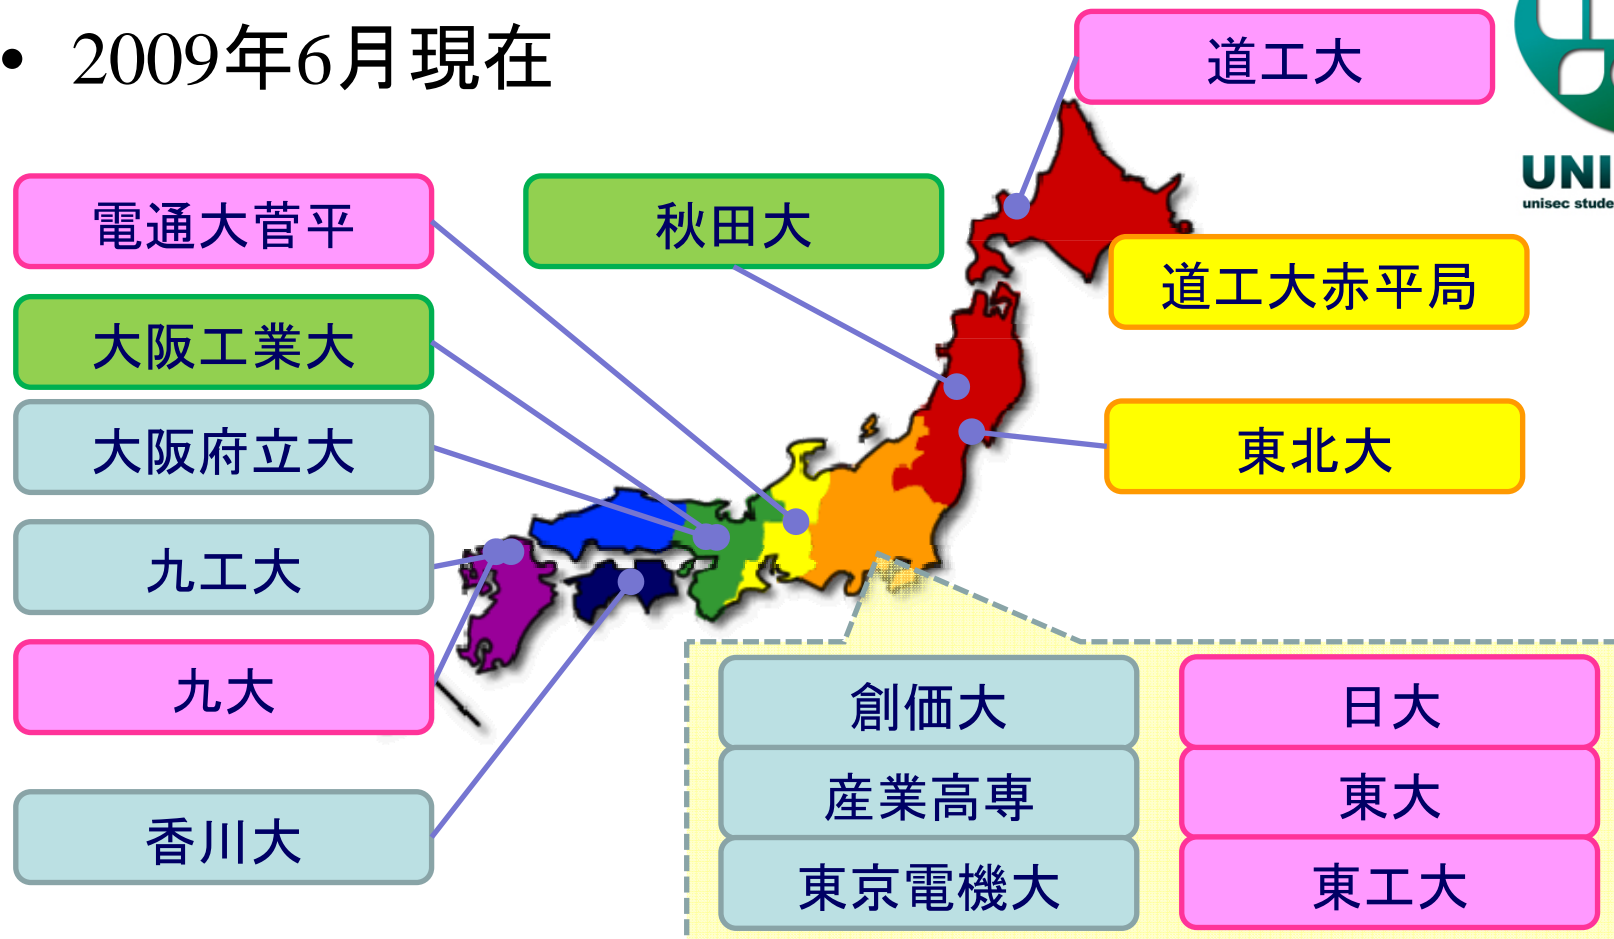 • 2009年6月現在
道工大
UNI
unisec stude
電通大菅平
秋田大
道工大赤平局
大阪工業大
大阪府立大
東北大
九工大
九大
香川大
創価大
日大
産業高専
東大
東京電機大
東工大